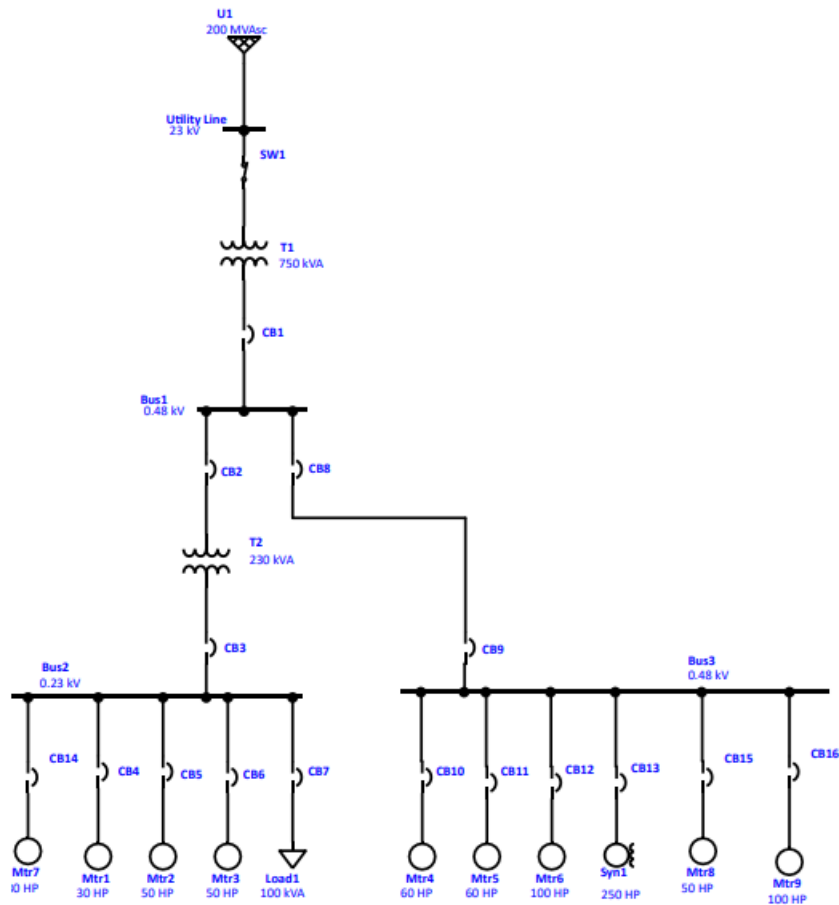 U1
200 MVAsc
Utility Line
23 kV
SW1
T1
750 kVA
CB1
Bus1
0.48 kV
CB2
CB8
T2
230 kVA
CB3
CB9
Bus2
0.23 kV
Bus3
0.48 kV
CB14
CB4
CB5
CB6
CB7
CB10
CB11
CB12
CB13
CB15
CB16
Mtr7
HP
Mtr1
30 HP
Mtr2
50 HP
Mtr3
50 HP
Load1
100 kVA
Mtr4
60 HP
Mtr5
60 HP
Mtr6
100 HP
Syn1
250 HP
Mtr8
50 HP
Mtr9
100 HP